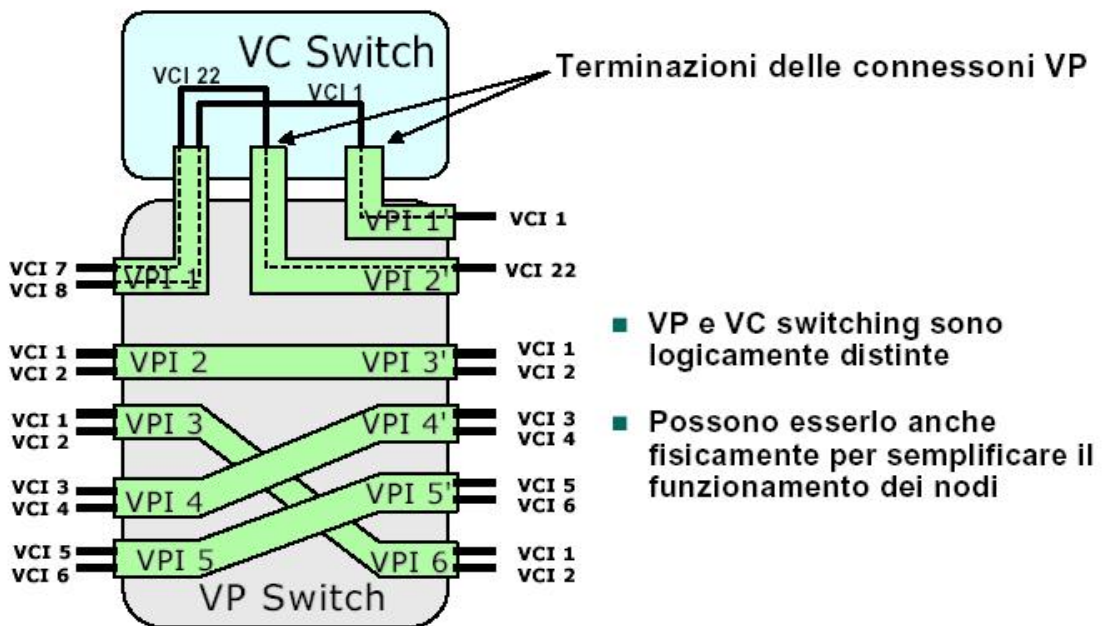 VC Switch
VCI 22
VCI 1
Terminazioni delle connessoni VP
VPI 1'
VCI 1
VCI 7
VCI 8
VPI 1
VPI 2'
VCI 22
VCI 1
VCI 2
VPI 2
VPI 3'
VCI 1
VCI 2
VCI 1
VCI 2
VPI 3
VPI 4'
VCI 3
VCI 4
VCI 3
VCI 4
VPI 4
VPI 5'
VCI 5
VCI 6
VCI 5
VCI 6
VPI 5
VPI 6
VCI 1
VCI 2
VP Switch
VP e VC switching sono
logicamente distinte
Possono esserlo anche
fisicamente per semplificare il
funzionamento dei nodi